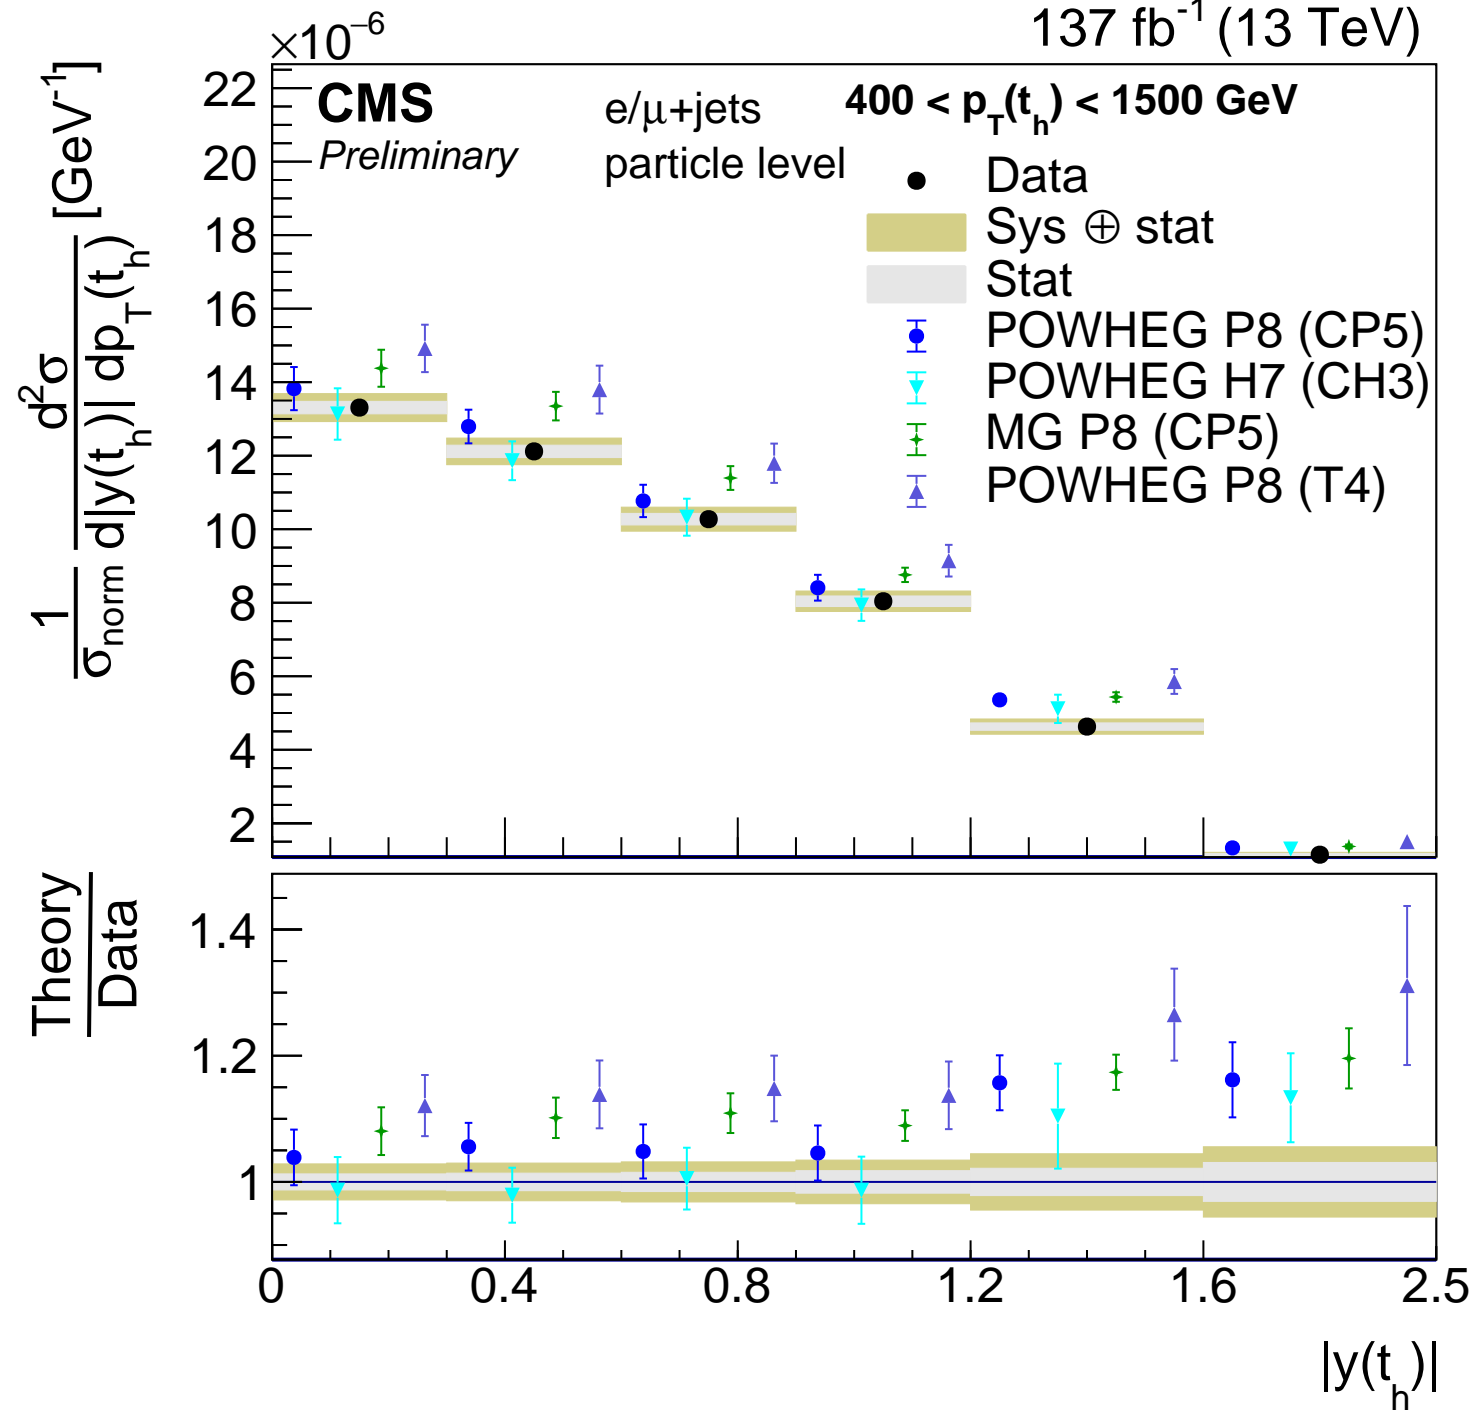 ×10⁻⁶
137 fb⁻¹ (13 TeV)
CMS
Preliminary
e/μ+jets
particle level
400 < p_T(t_h) < 1500 GeV
Data
Sys ⊕ stat
Stat
POWHEG P8 (CP5)
POWHEG H7 (CH3)
MG P8 (CP5)
POWHEG P8 (T4)
1/σ_norm d²σ/d|y(t_h)| dp_T(t_h) [GeV⁻¹]
22
20
18
16
14
12
10
8
6
4
2
Theory
Data
1.4
1.2
1
0 0.4 0.8 1.2 1.6 2.5
|y(t_h)|